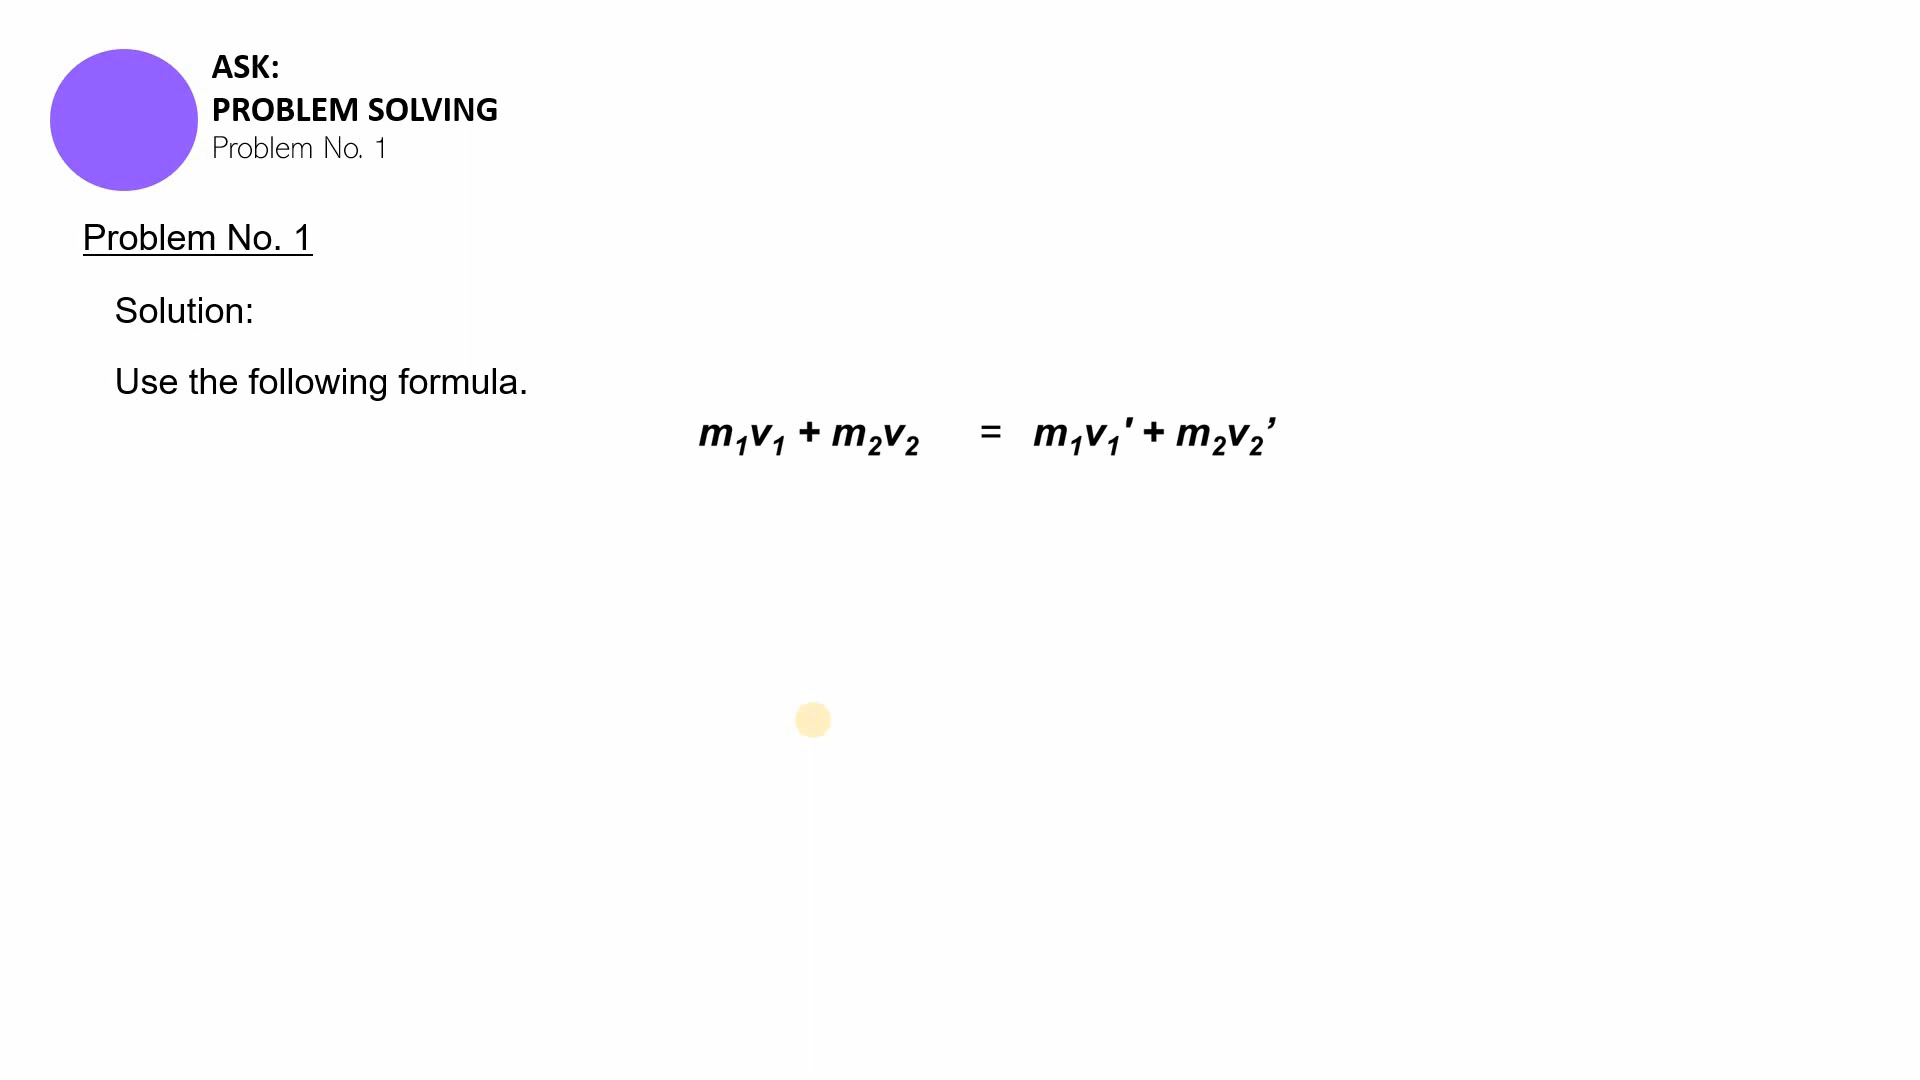 ASK:
PROBLEM SOLVING
Problem No. 1
Problem No. 1
Solution:
Use the following formula.
m₁v₁ + m₂v₂ = m₁v₁′ + m₂v₂’